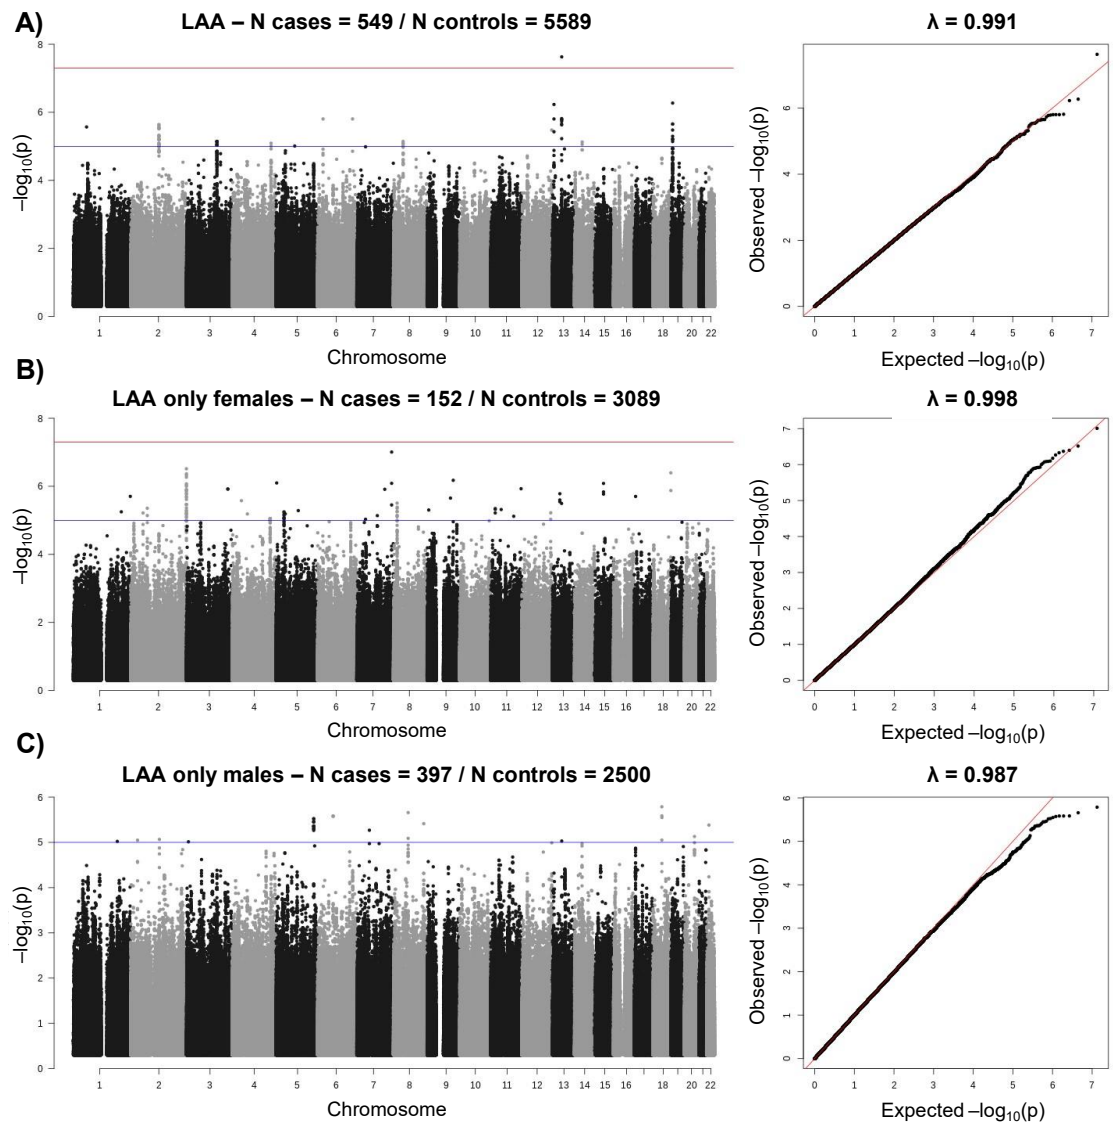 A)
LAA – N cases = 549 / N controls = 5589
λ = 0.991
–log10(p)
8
6
4
2
0
1 2 3 4 5 6 7 8 9 10 11 12 13 14 15 16 18 20 22
Chromosome
Observed –log10(p)
6
4
2
0
0 1 2 3 4 5 6 7
Expected –log10(p)
B)
LAA only females – N cases = 152 / N controls = 3089
λ = 0.998
–log10(p)
8
6
4
2
0
1 2 3 4 5 6 7 8 9 10 11 12 13 14 15 16 18 20 22
Chromosome
Observed –log10(p)
7
6
5
4
3
2
1
0
0 1 2 3 4 5 6 7
Expected –log10(p)
C)
LAA only males – N cases = 397 / N controls = 2500
λ = 0.987
–log10(p)
6
5
4
3
2
1
0
1 2 3 4 5 6 7 8 9 10 11 12 13 14 15 16 18 20 22
Chromosome
Observed –log10(p)
6
5
4
3
2
1
0
0 1 2 3 4 5 6 7
Expected –log10(p)